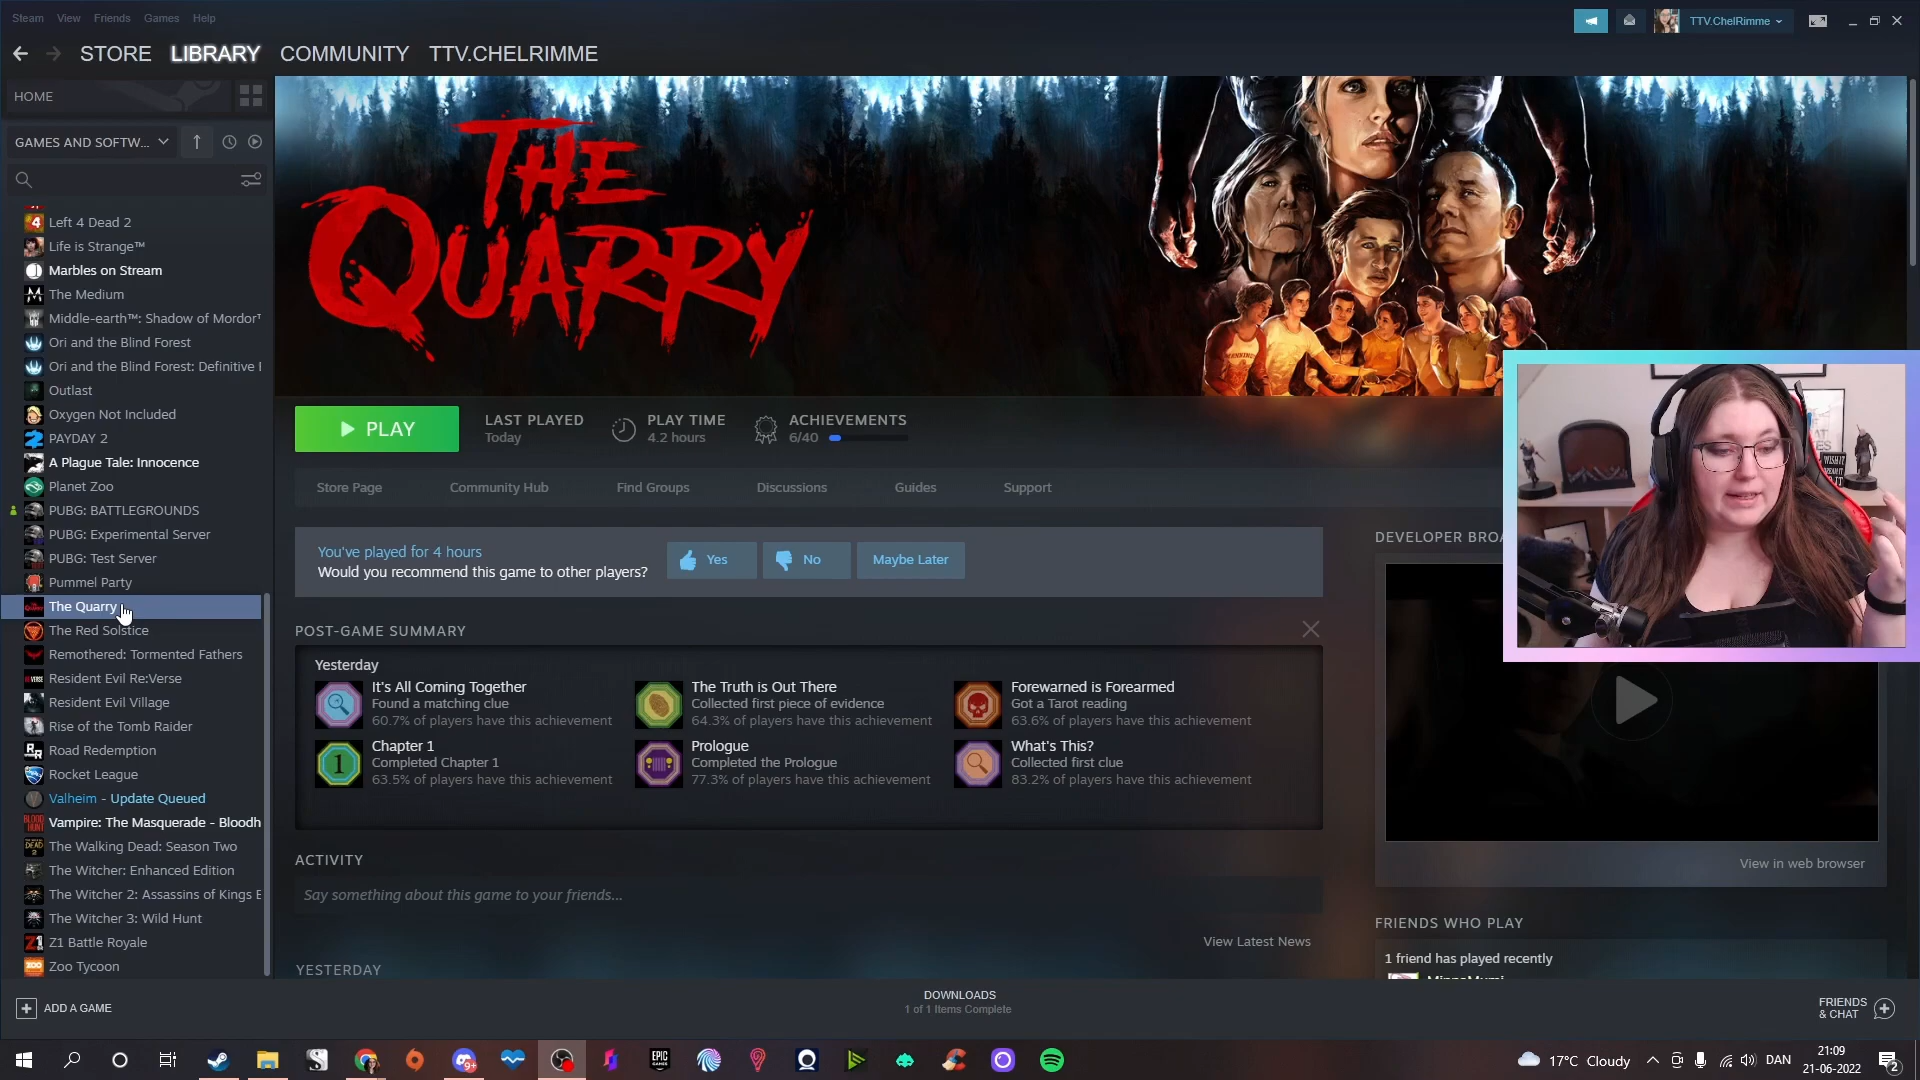 Steam View Friends Games Help
TTV.ChelRimme
STORE LIBRARY COMMUNITY TTV.CHELRIMME
HOME
GAMES AND SOFTW...
Left 4 Dead 2
Life is Strange™
Marbles on Stream
The Medium
Middle-earth™: Shadow of Mordor
Ori and the Blind Forest
Ori and the Blind Forest: Definitive
Outlast
Oxygen Not Included
PAYDAY 2
A Plague Tale: Innocence
Planet Zoo
PUBG: BATTLEGROUNDS
PUBG: Experimental Server
PUBG: Test Server
Pummel Party
The Quarry
The Red Solstice
Remothered: Tormented Fathers
Resident Evil Re:Verse
Resident Evil Village
Rise of the Tomb Raider
Road Redemption
Rocket League
Valheim - Update Queued
Vampire: The Masquerade - Bloodh
The Walking Dead: Season Two
The Witcher: Enhanced Edition
The Witcher 2: Assassins of Kings E
The Witcher 3: Wild Hunt
Z1 Battle Royale
Zoo Tycoon
THE
QUARRY
PLAY
LAST PLAYED
Today
PLAY TIME
4.2 hours
ACHIEVEMENTS
6/40
Store Page Community Hub Find Groups Discussions Guides Support
You've played for 4 hours
Would you recommend this game to other players?
Yes No Maybe Later
POST-GAME SUMMARY
Yesterday
It's All Coming Together
Found a matching clue
60.7% of players have this achievement
The Truth is Out There
Collected first piece of evidence
64.3% of players have this achievement
Forewarned is Forearmed
Got a Tarot reading
63.6% of players have this achievement
Chapter 1
Completed Chapter 1
63.5% of players have this achievement
Prologue
Completed the Prologue
77.3% of players have this achievement
What's This?
Collected first clue
83.2% of players have this achievement
ACTIVITY
Say something about this game to your friends...
View Latest News
YESTERDAY
DEVELOPER BROA
View in web browser
FRIENDS WHO PLAY
1 friend has played recently
ADD A GAME
DOWNLOADS
1 of 1 Items Complete
FRIENDS
& CHAT
EPIC
GAMES
9+
17°C Cloudy
DAN
21:09
21-06-2022
2